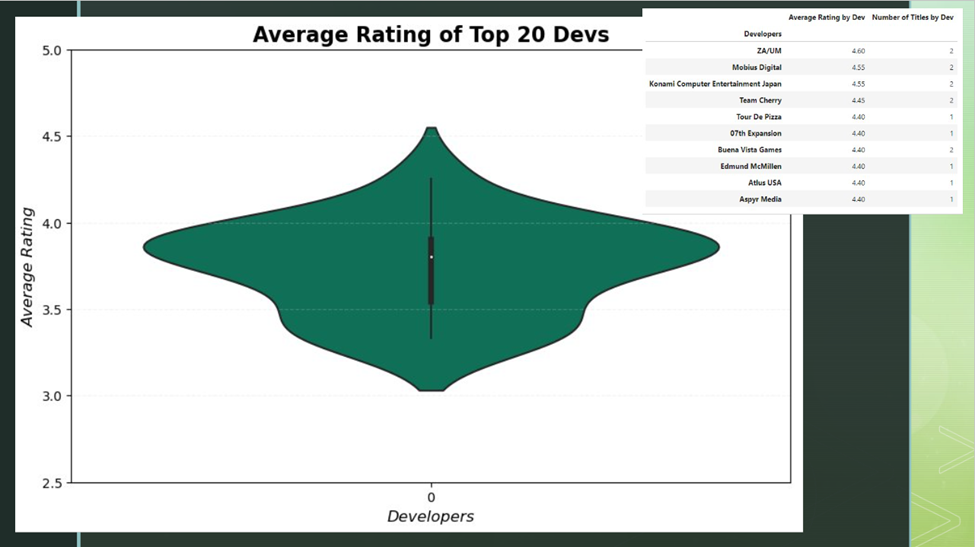 Average Rating of Top 20 Devs
5.0
4.5
4.0
3.5
3.0
2.5
Average Rating
0
Developers
Average Rating by Dev Number of Titles by Dev
Developers
ZA/UM 4.60 2
Mobius Digital 4.55 2
Konami Computer Entertainment Japan 4.55 2
Team Cherry 4.45 2
Tour De Pizza 4.40 1
07th Expansion 4.40 1
Buena Vista Games 4.40 2
Edmund McMillen 4.40 1
Atlus USA 4.40 1
Aspyr Media 4.40 1